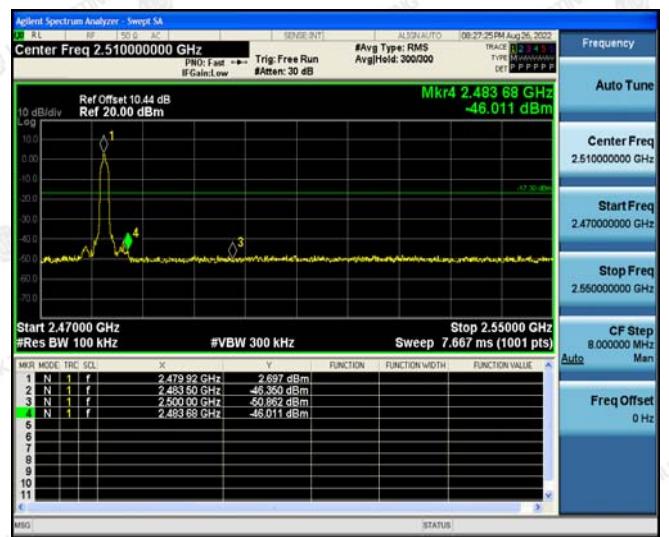 Agilent Spectrum Analyzer - Swept SA
RL RF 50 Ω AC SENSE:INT ALIGN AUTO 08:27:25 PM Aug 26, 2022
Center Freq 2.510000000 GHz
PNO: Fast
IFGain:Low
Trig: Free Run
#Atten: 30 dB
#Avg Type: RMS
Avg|Hold: 300/300
TRACE 1 2 3 4 5 6
TYPE M
DET P P P P P P
Mkr4 2.483 68 GHz
-46.011 dBm
Ref Offset 10.44 dB
10 dB/div Ref 20.00 dBm
Log
10.0
0.00
-10.0
-20.0
-30.0
-40.0
-50.0
-60.0
-70.0
1
4
3
-17.30 dBm
Start 2.47000 GHz Stop 2.55000 GHz
#Res BW 100 kHz #VBW 300 kHz Sweep 7.667 ms (1001 pts)
MKR MODE TRC SCL X Y FUNCTION FUNCTION WIDTH FUNCTION VALUE
1 N 1 f 2.479 92 GHz 2.697 dBm
2 N 1 f 2.483 50 GHz -46.350 dBm
3 N 1 f 2.500 00 GHz -50.862 dBm
4 N 1 f 2.483 68 GHz -46.011 dBm
5
6
7
8
9
10
11
MSG STATUS
Frequency
Auto Tune
Center Freq
2.510000000 GHz
Start Freq
2.470000000 GHz
Stop Freq
2.550000000 GHz
CF Step
8.000000 MHz
Auto Man
Freq Offset
0 Hz